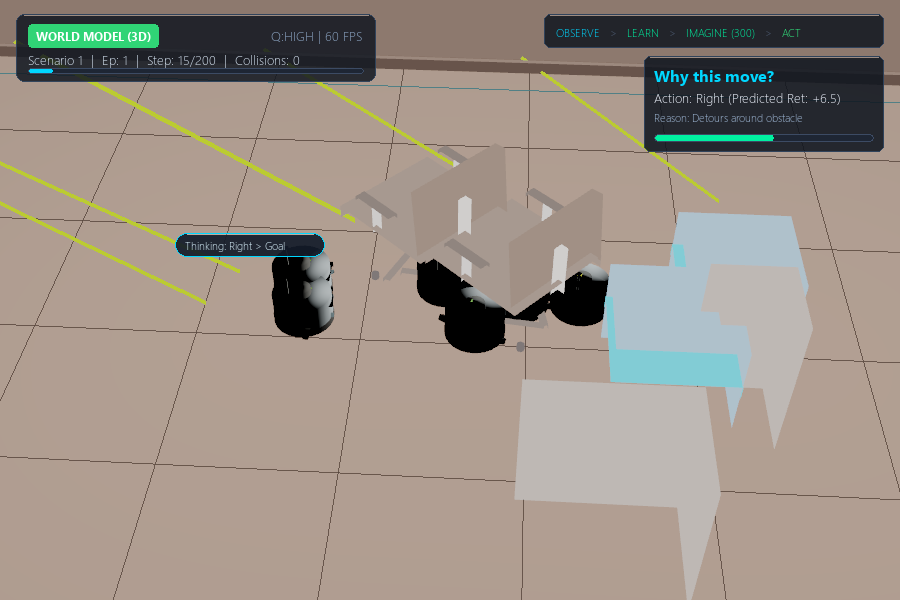 WORLD MODEL (3D) Q:HIGH | 60 FPS
Scenario 1 | Ep: 1 | Step: 15/200 | Collisions: 0
OBSERVE > LEARN > IMAGINE (300) > ACT
Why this move?
Action: Right (Predicted Ret: +6.5)
Reason: Detours around obstacle
Thinking: Right > Goal